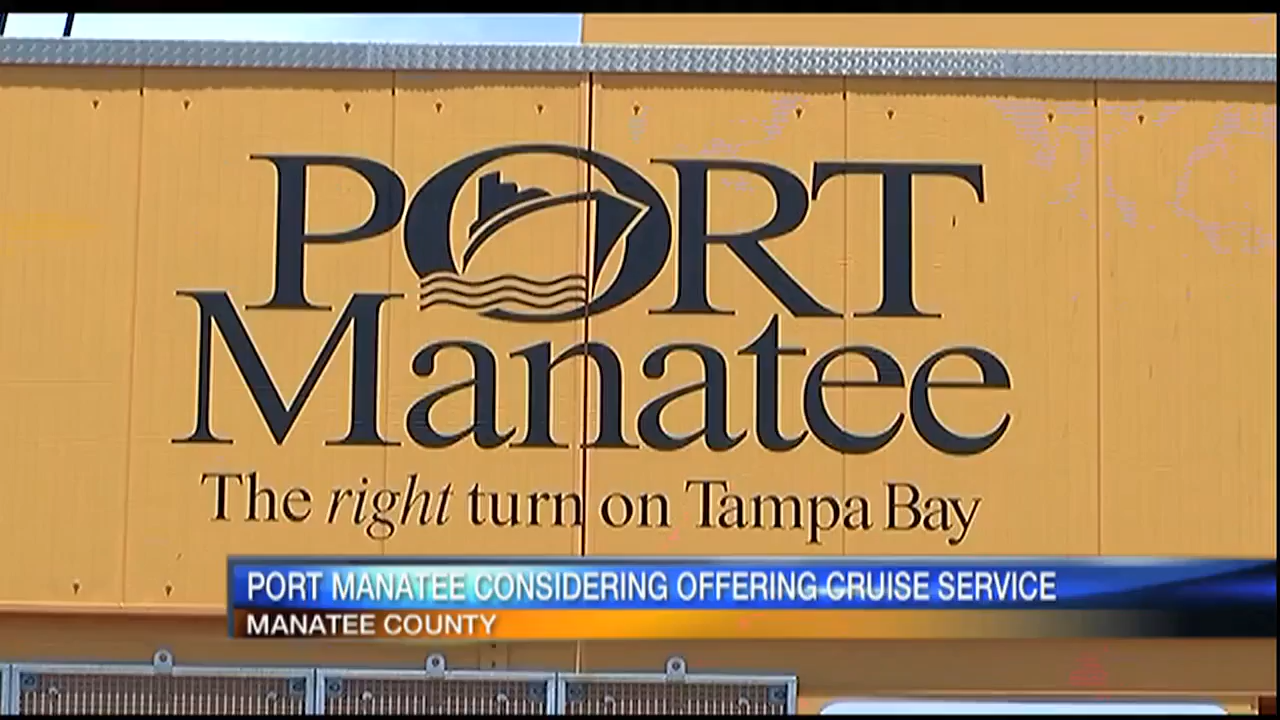 PORT
Manatee
The right turn on Tampa Bay
PORT MANATEE CONSIDERING OFFERING CRUISE SERVICE
MANATEE COUNTY